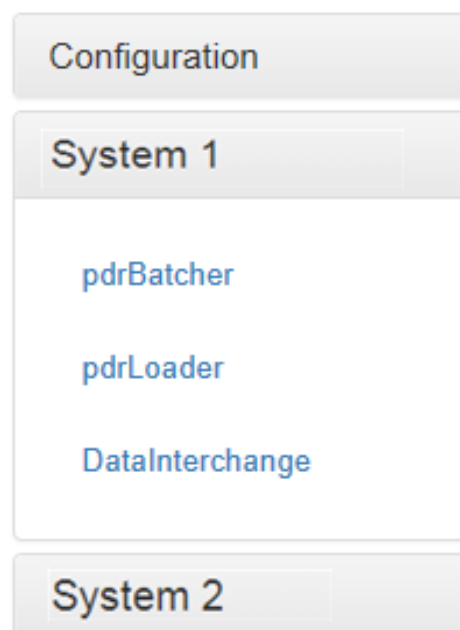 Configuration
System 1
pdrBatcher
pdrLoader
DataInterchange
System 2